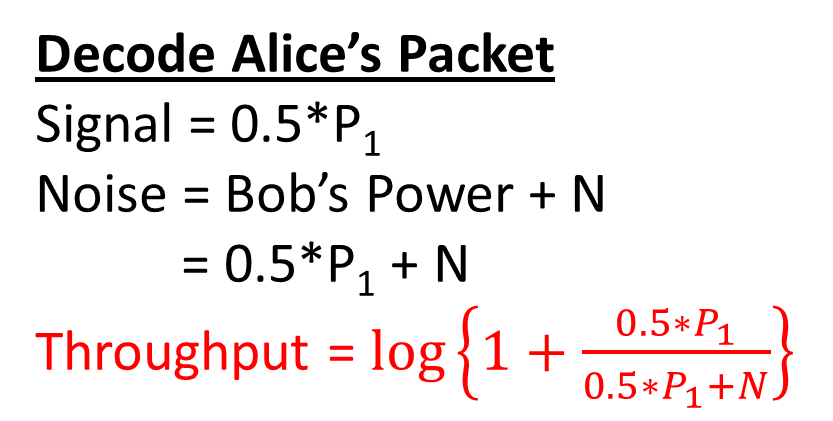 Decode Alice's Packet
Signal = 0.5*P₁
Noise = Bob's Power + N
= 0.5*P₁ + N
Throughput = log{1 + \frac{0.5*P₁}{0.5*P₁+N}}